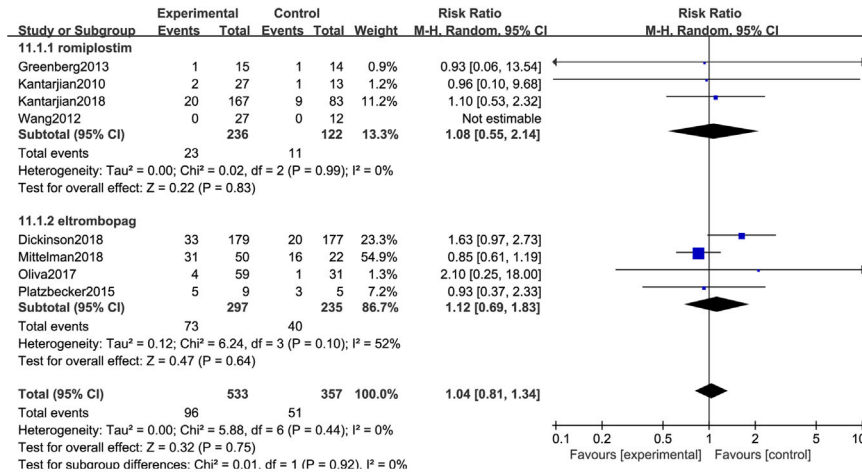 Experimental Control Risk Ratio Risk Ratio
Study or Subgroup Events Total Events Total Weight M-H. Random. 95% CI M-H. Random. 95% CI
11.1.1 romiplostim
Greenberg2013 1 15 1 14 0.9% 0.93 [0.06, 13.54]
Kantarjian2010 2 27 1 13 1.2% 0.96 [0.10, 9.68]
Kantarjian2018 20 167 9 83 11.2% 1.10 [0.53, 2.32]
Wang2012 0 27 0 12 Not estimable
Subtotal (95% CI) 236 122 13.3% 1.08 [0.55, 2.14]
Total events 23 11
Heterogeneity: Tau² = 0.00; Chi² = 0.02, df = 2 (P = 0.99); I² = 0%
Test for overall effect: Z = 0.22 (P = 0.83)
11.1.2 eltrombopag
Dickinson2018 33 179 20 177 23.3% 1.63 [0.97, 2.73]
Mittelman2018 31 50 16 22 54.9% 0.85 [0.61, 1.19]
Oliva2017 4 59 1 31 1.3% 2.10 [0.25, 18.00]
Platzbecker2015 5 9 3 5 7.2% 0.93 [0.37, 2.33]
Subtotal (95% CI) 297 235 86.7% 1.12 [0.69, 1.83]
Total events 73 40
Heterogeneity: Tau² = 0.12; Chi² = 6.24, df = 3 (P = 0.10); I² = 52%
Test for overall effect: Z = 0.47 (P = 0.64)
Total (95% CI) 533 357 100.0% 1.04 [0.81, 1.34]
Total events 96 51
Heterogeneity: Tau² = 0.00; Chi² = 5.88, df = 6 (P = 0.44); I² = 0%
Test for overall effect: Z = 0.32 (P = 0.75)
Test for subgroup differences: Chi² = 0.01, df = 1 (P = 0.92), I² = 0%
0.1 0.2 0.5 1 2 5 10
Favours [experimental] Favours [control]